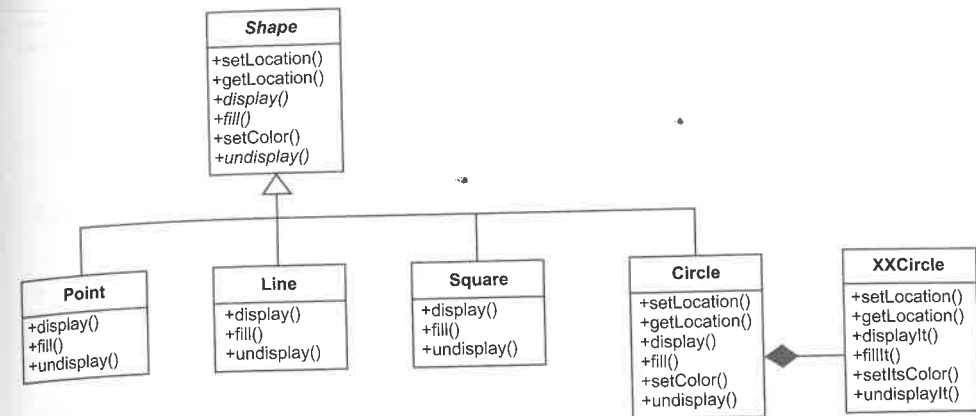 Shape
+setLocation()
+getLocation()
+display()
+fill()
+setColor()
+undisplay()
Point
+display()
+fill()
+undisplay()
Line
+display()
+fill()
+undisplay()
Square
+display()
+fill()
+undisplay()
Circle
+setLocation()
+getLocation()
+display()
+fill()
+setColor()
+undisplay()
XXCircle
+setLocation()
+getLocation()
+displayIt()
+fillIt()
+setItsColor()
+undisplayIt()